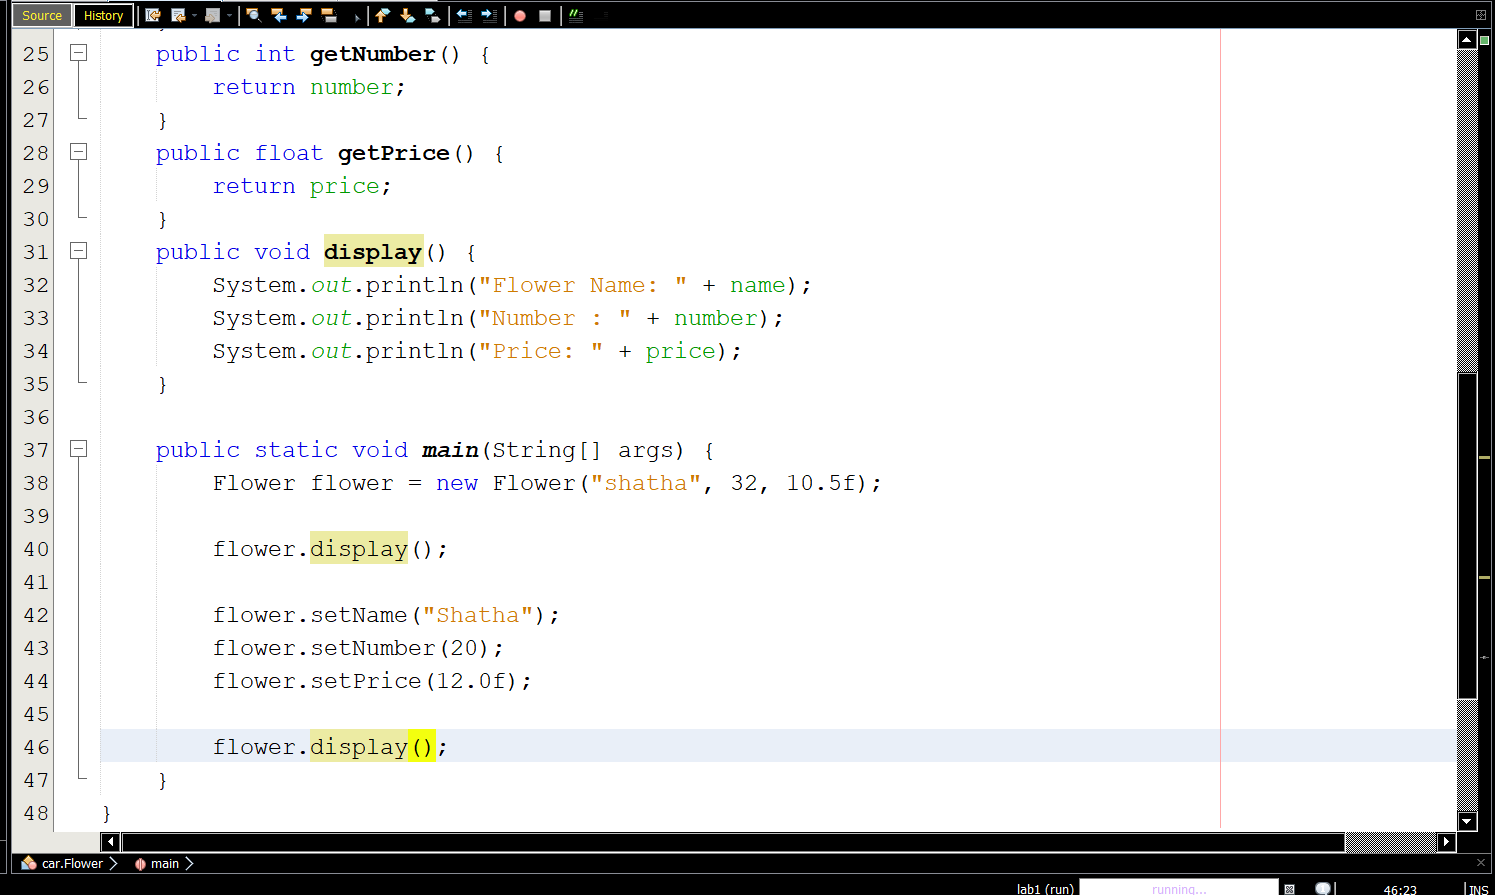 Source History
25 public int getNumber() {
26 return number;
27 }
28 public float getPrice() {
29 return price;
30 }
31 public void display() {
32 System.out.println("Flower Name: " + name);
33 System.out.println("Number : " + number);
34 System.out.println("Price: " + price);
35 }
36
37 public static void main(String[] args) {
38 Flower flower = new Flower("shatha", 32, 10.5f);
39
40 flower.display();
41
42 flower.setName("Shatha");
43 flower.setNumber(20);
44 flower.setPrice(12.0f);
45
46 flower.display();
47 }
48 }
car.Flower main
lab1 (run) running... 46:23 INS